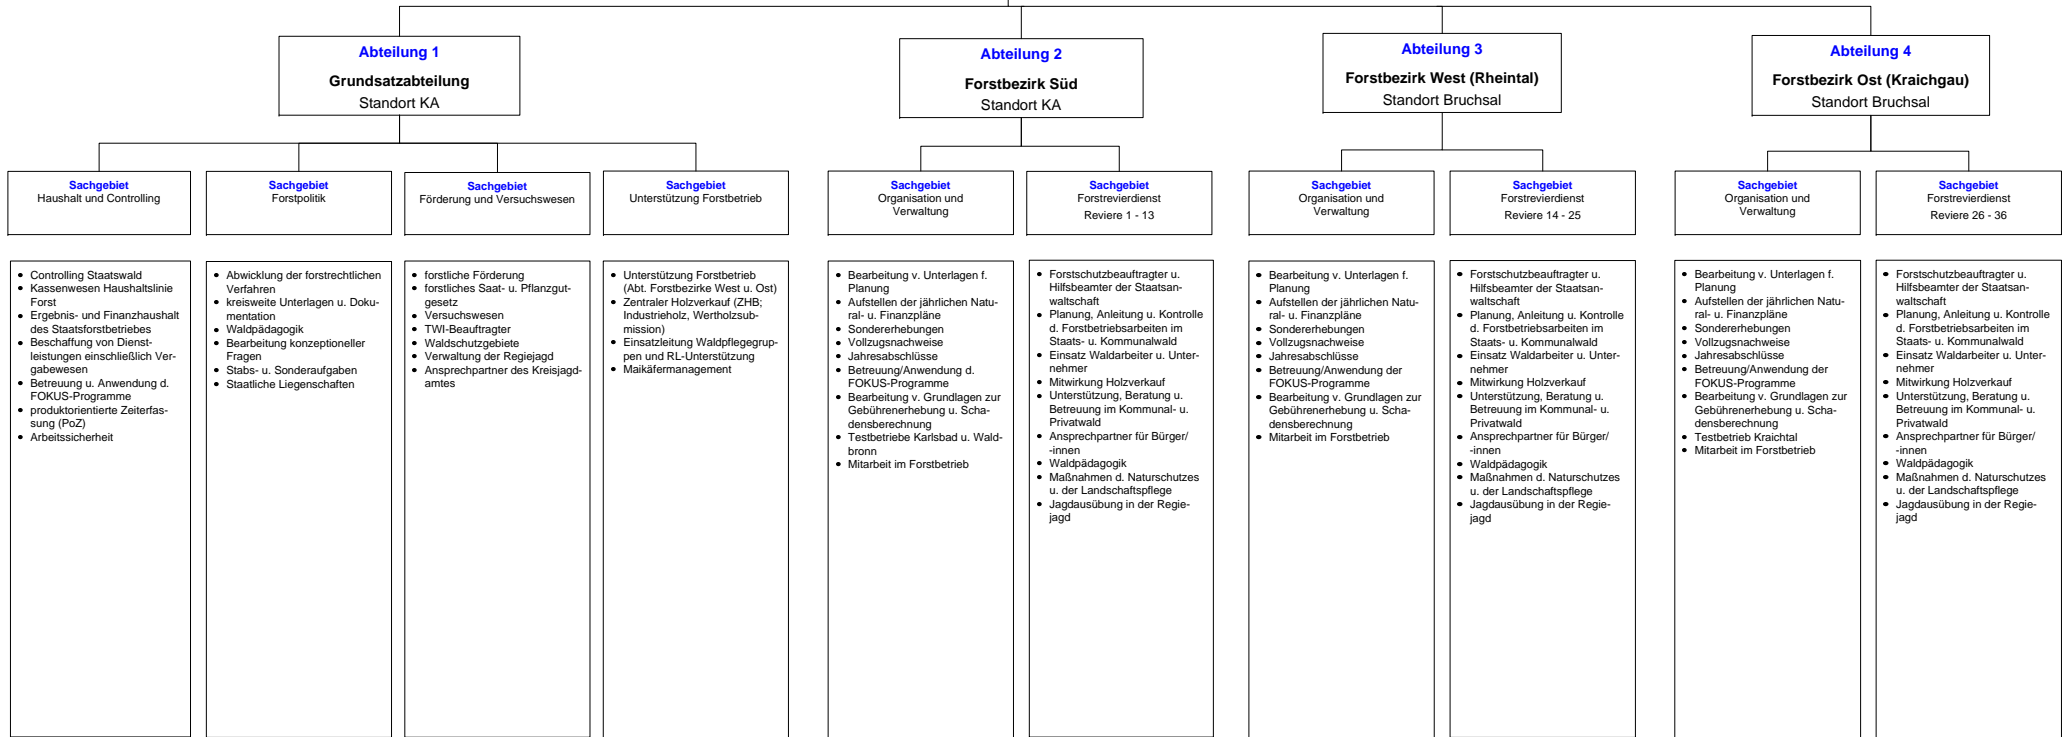 Abteilung 1
Grundsatzabteilung
Standort KA
Abteilung 2
Forstbezirk Süd
Standort KA
Abteilung 3
Forstbezirk West (Rheintal)
Standort Bruchsal
Abteilung 4
Forstbezirk Ost (Kraichgau)
Standort Bruchsal
Sachgebiet
Haushalt und Controlling
Sachgebiet
Forstpolitik
Sachgebiet
Förderung und Versuchswesen
Sachgebiet
Unterstützung Forstbetrieb
Sachgebiet
Organisation und
Verwaltung
Sachgebiet
Forstrevierdienst
Reviere 1 - 13
Sachgebiet
Organisation und
Verwaltung
Sachgebiet
Forstrevierdienst
Reviere 14 - 25
Sachgebiet
Organisation und
Verwaltung
Sachgebiet
Forstrevierdienst
Reviere 26 - 36
• Controlling Staatswald
• Kassenwesen Haushaltslinie
Forst
• Ergebnis- und Finanzhaushalt
des Staatsforstbetriebes
• Beschaffung von Dienst-
leistungen einschließlich Ver-
gabewesen
• Betreuung u. Anwendung d.
FOKUS-Programme
• produktorientierte Zeiterfas-
sung (PoZ)
• Arbeitssicherheit
• Abwicklung der forstrechtlichen
Verfahren
• kreisweite Unterlagen u. Doku-
mentation
• Waldpädagogik
• Bearbeitung konzeptioneller
Fragen
• Stabs- u. Sonderaufgaben
• Staatliche Liegenschaften
• forstliche Förderung
• forstliches Saat- u. Pflanzgut-
gesetz
• Versuchswesen
• TWI-Beauftragter
• Waldschutzgebiete
• Verwaltung der Regiejagd
• Ansprechpartner des Kreisjagd-
amtes
• Unterstützung Forstbetrieb
(Abt. Forstbezirke West u. Ost)
• Zentraler Holzverkauf (ZHB;
Industrieholz, Wertholzsub-
mission)
• Einsatzleitung Waldpflegegrup-
pen und RL-Unterstützung
• Maikäfermanagement
• Bearbeitung v. Unterlagen f.
Planung
• Aufstellen der jährlichen Natu-
ral- u. Finanzpläne
• Sondererhebungen
• Vollzugsnachweise
• Jahresabschlüsse
• Betreuung/Anwendung d.
FOKUS-Programme
• Bearbeitung v. Grundlagen zur
Gebührenerhebung u. Scha-
densberechnung
• Testbetriebe Karlsbad u. Wald-
bronn
• Mitarbeit im Forstbetrieb
• Forstschutzbeauftragter u.
Hilfsbeamter der Staatsan-
waltschaft
• Planung, Anleitung u. Kontrolle
d. Forstbetriebsarbeiten im
Staats- u. Kommunalwald
• Einsatz Waldarbeiter u. Unter-
nehmer
• Mitwirkung Holzverkauf
• Unterstützung, Beratung u.
Betreuung im Kommunal- u.
Privatwald
• Ansprechpartner für Bürger/
-innen
• Waldpädagogik
• Maßnahmen d. Naturschutzes
u. der Landschaftspflege
• Jagdausübung in der Regie-
jagd
• Bearbeitung v. Unterlagen f.
Planung
• Aufstellen der jährlichen Natu-
ral- u. Finanzpläne
• Sondererhebungen
• Vollzugsnachweise
• Jahresabschlüsse
• Betreuung/Anwendung der
FOKUS-Programme
• Bearbeitung v. Grundlagen zur
Gebührenerhebung u. Scha-
densberechnung
• Mitarbeit im Forstbetrieb
• Forstschutzbeauftragter u.
Hilfsbeamter der Staatsan-
waltschaft
• Planung, Anleitung u. Kontrolle
d. Forstbetriebsarbeiten im
Staats- u. Kommunalwald
• Einsatz Waldarbeiter u. Unter-
nehmer
• Mitwirkung Holzverkauf
• Unterstützung, Beratung u.
Betreuung im Kommunal- u.
Privatwald
• Ansprechpartner für Bürger/
-innen
• Waldpädagogik
• Maßnahmen d. Naturschutzes
u. der Landschaftspflege
• Jagdausübung in der Regie-
jagd
• Bearbeitung v. Unterlagen f.
Planung
• Aufstellen der jährlichen Natu-
ral- u. Finanzpläne
• Sondererhebungen
• Vollzugsnachweise
• Jahresabschlüsse
• Betreuung/Anwendung der
FOKUS-Programme
• Bearbeitung v. Grundlagen zur
Gebührenerhebung u. Scha-
densberechnung
• Testbetrieb Kraichtal
• Mitarbeit im Forstbetrieb
• Forstschutzbeauftragter u.
Hilfsbeamter der Staatsan-
waltschaft
• Planung, Anleitung u. Kontrolle
d. Forstbetriebsarbeiten im
Staats- u. Kommunalwald
• Einsatz Waldarbeiter u. Unter-
nehmer
• Mitwirkung Holzverkauf
• Unterstützung, Beratung u.
Betreuung im Kommunal- u.
Privatwald
• Ansprechpartner für Bürger/
-innen
• Waldpädagogik
• Maßnahmen d. Naturschutzes
u. der Landschaftspflege
• Jagdausübung in der Regie-
jagd